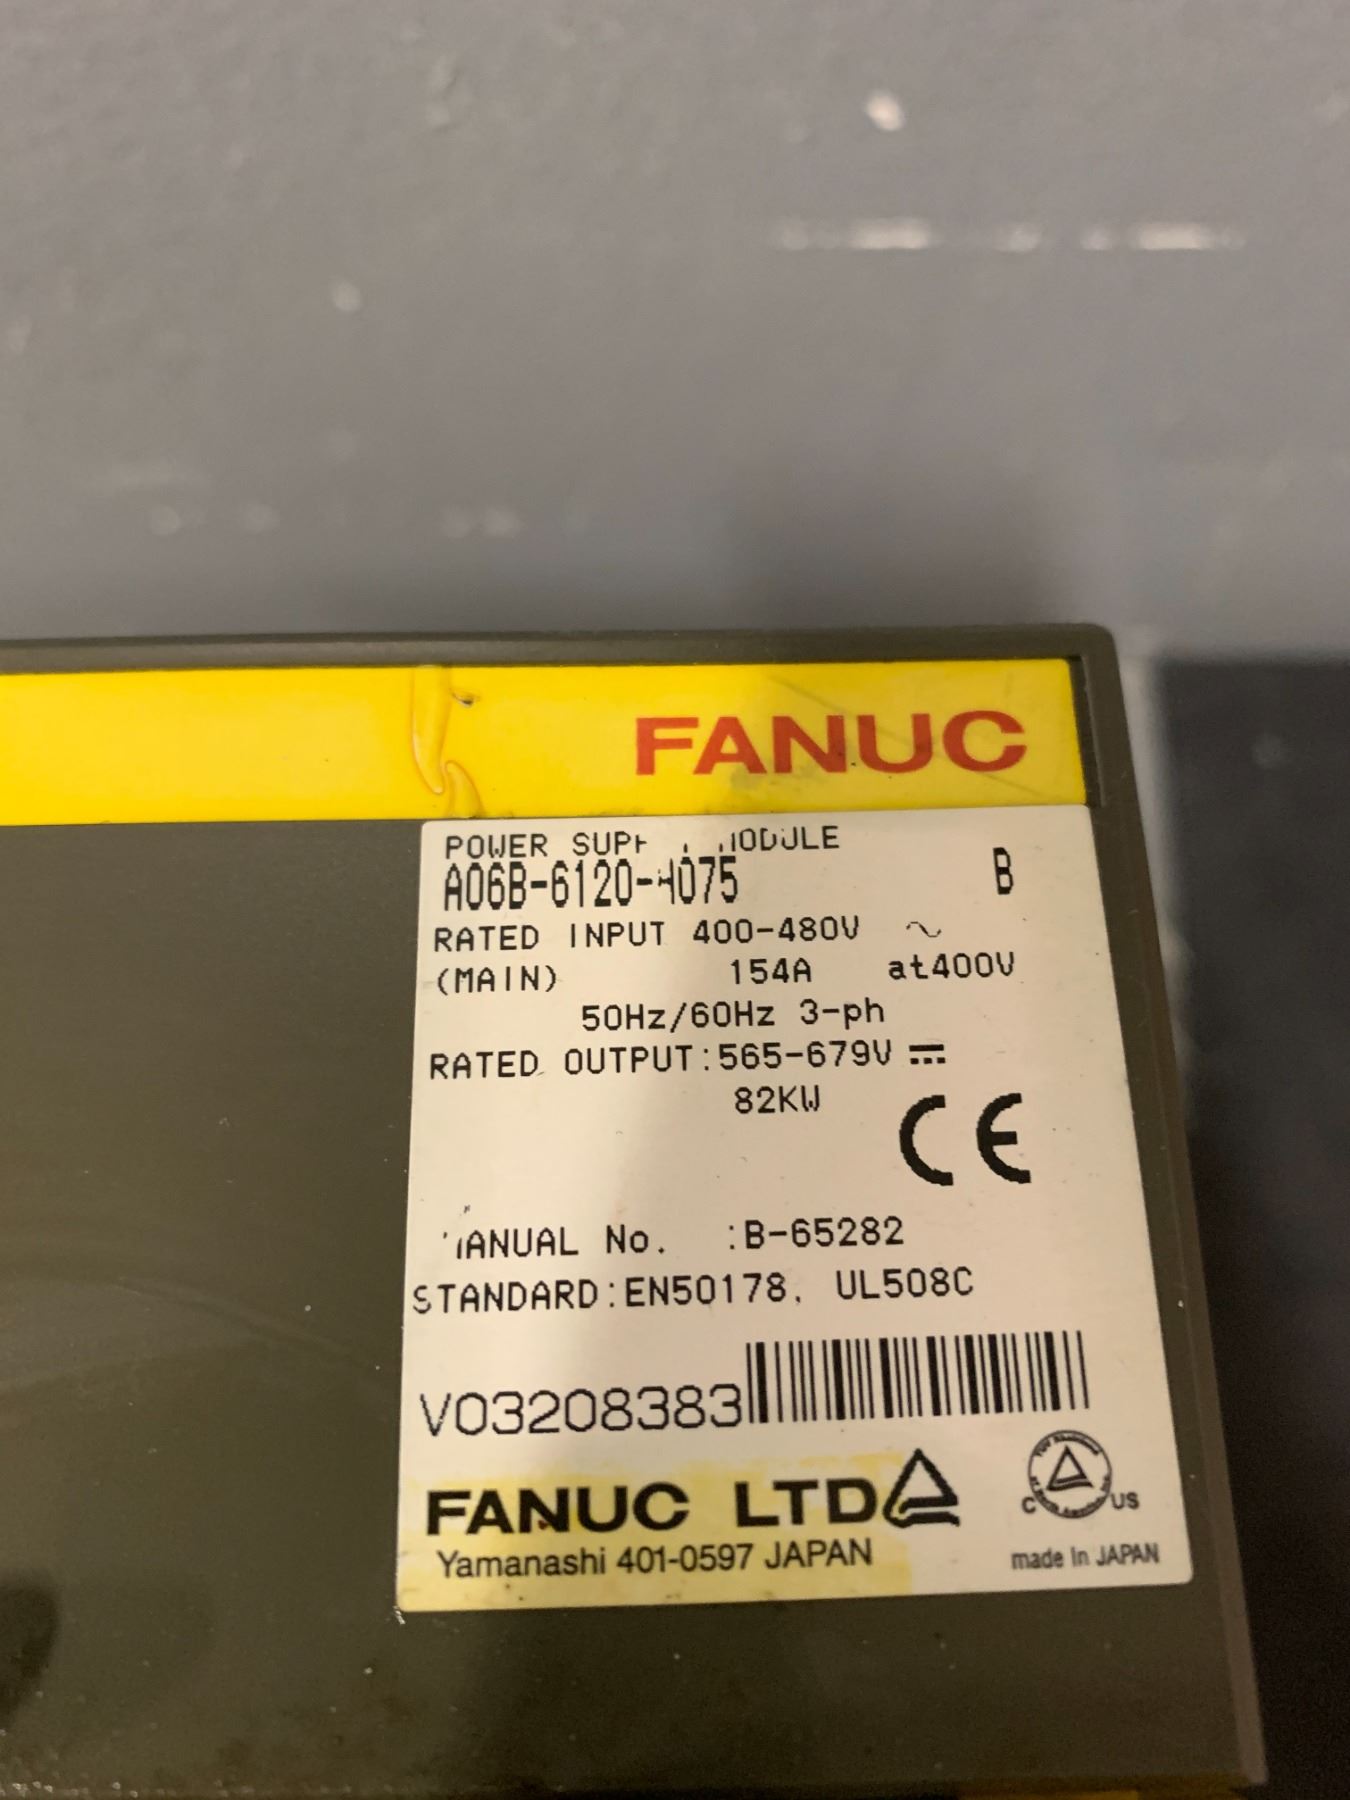 FANUC
POWER SUPPLY MODULE
A06B-6120-H075 B
RATED INPUT 400-480V ~
(MAIN) 154A at400V
50Hz/60Hz 3-ph
RATED OUTPUT:565-679V ⎓
82KW
CE
MANUAL No. :B-65282
STANDARD:EN50178, UL508C
V03208383
FANUC LTD
C US
Yamanashi 401-0597 JAPAN made in JAPAN